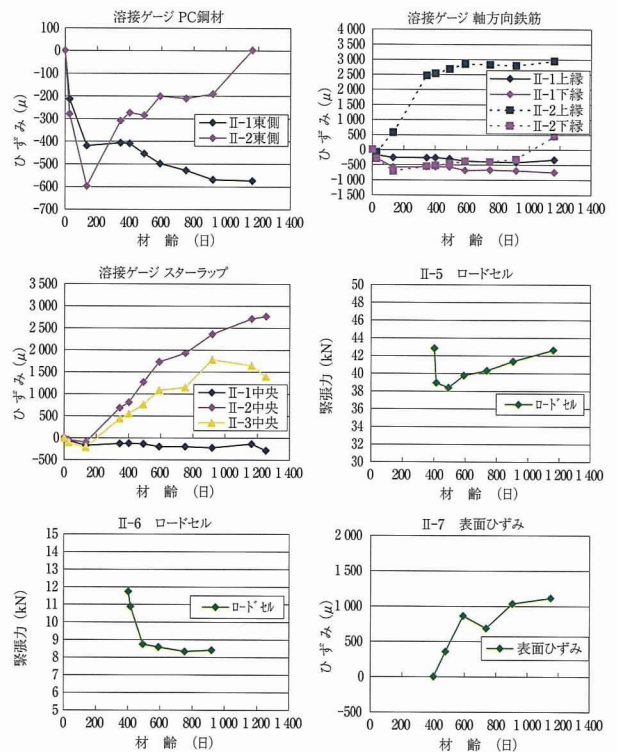 溶接ゲージ PC鋼材
ひずみ (μ)
100
0
-100
-200
-300
-400
-500
-600
-700
Ⅱ-1東側
Ⅱ-2東側
0 200 400 600 800 1 000 1 200 1 400
材 齢 (日)
溶接ゲージ 軸方向鉄筋
ひずみ (μ)
4 000
3 500
3 000
2 500
2 000
1 500
1 000
500
0
-500
-1 000
-1 500
Ⅱ-1上縁
Ⅱ-1下縁
Ⅱ-2上縁
Ⅱ-2下縁
0 200 400 600 800 1 000 1 200 1 400
材 齢 (日)
溶接ゲージ スターラップ
ひずみ (μ)
3 500
3 000
2 500
2 000
1 500
1 000
500
0
-500
Ⅱ-1中央
Ⅱ-2中央
Ⅱ-3中央
0 200 400 600 800 1 000 1 200 1 400
材 齢 (日)
Ⅱ-5 ロードセル
緊張力 (kN)
50
48
46
44
42
40
38
36
34
32
30
ロードセル
0 200 400 600 800 1 000 1 200 1 400
材 齢 (日)
Ⅱ-6 ロードセル
緊張力 (kN)
15
14
13
12
11
10
9
8
7
6
5
ロードセル
0 200 400 600 800 1 000 1 200 1 400
材 齢 (日)
Ⅱ-7 表面ひずみ
ひずみ (μ)
2 000
1 500
1 000
500
0
-500
表面ひずみ
0 200 400 600 800 1 000 1 200 1 400
材 齢 (日)